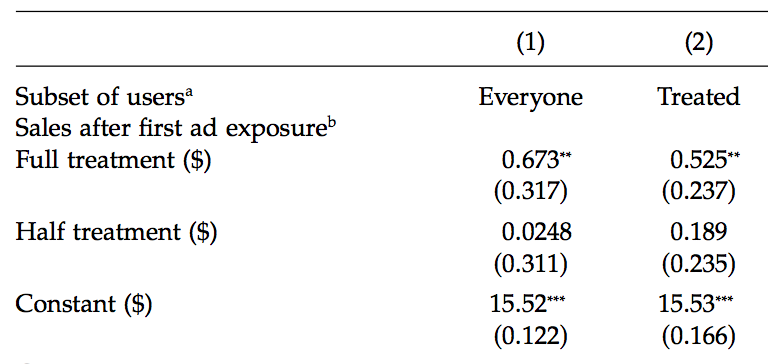 (1) (2)
Subset of usersᵃ Everyone Treated
Sales after first ad exposureᵇ
Full treatment ($) 0.673** 0.525**
(0.317) (0.237)
Half treatment ($) 0.0248 0.189
(0.311) (0.235)
Constant ($) 15.52*** 15.53***
(0.122) (0.166)